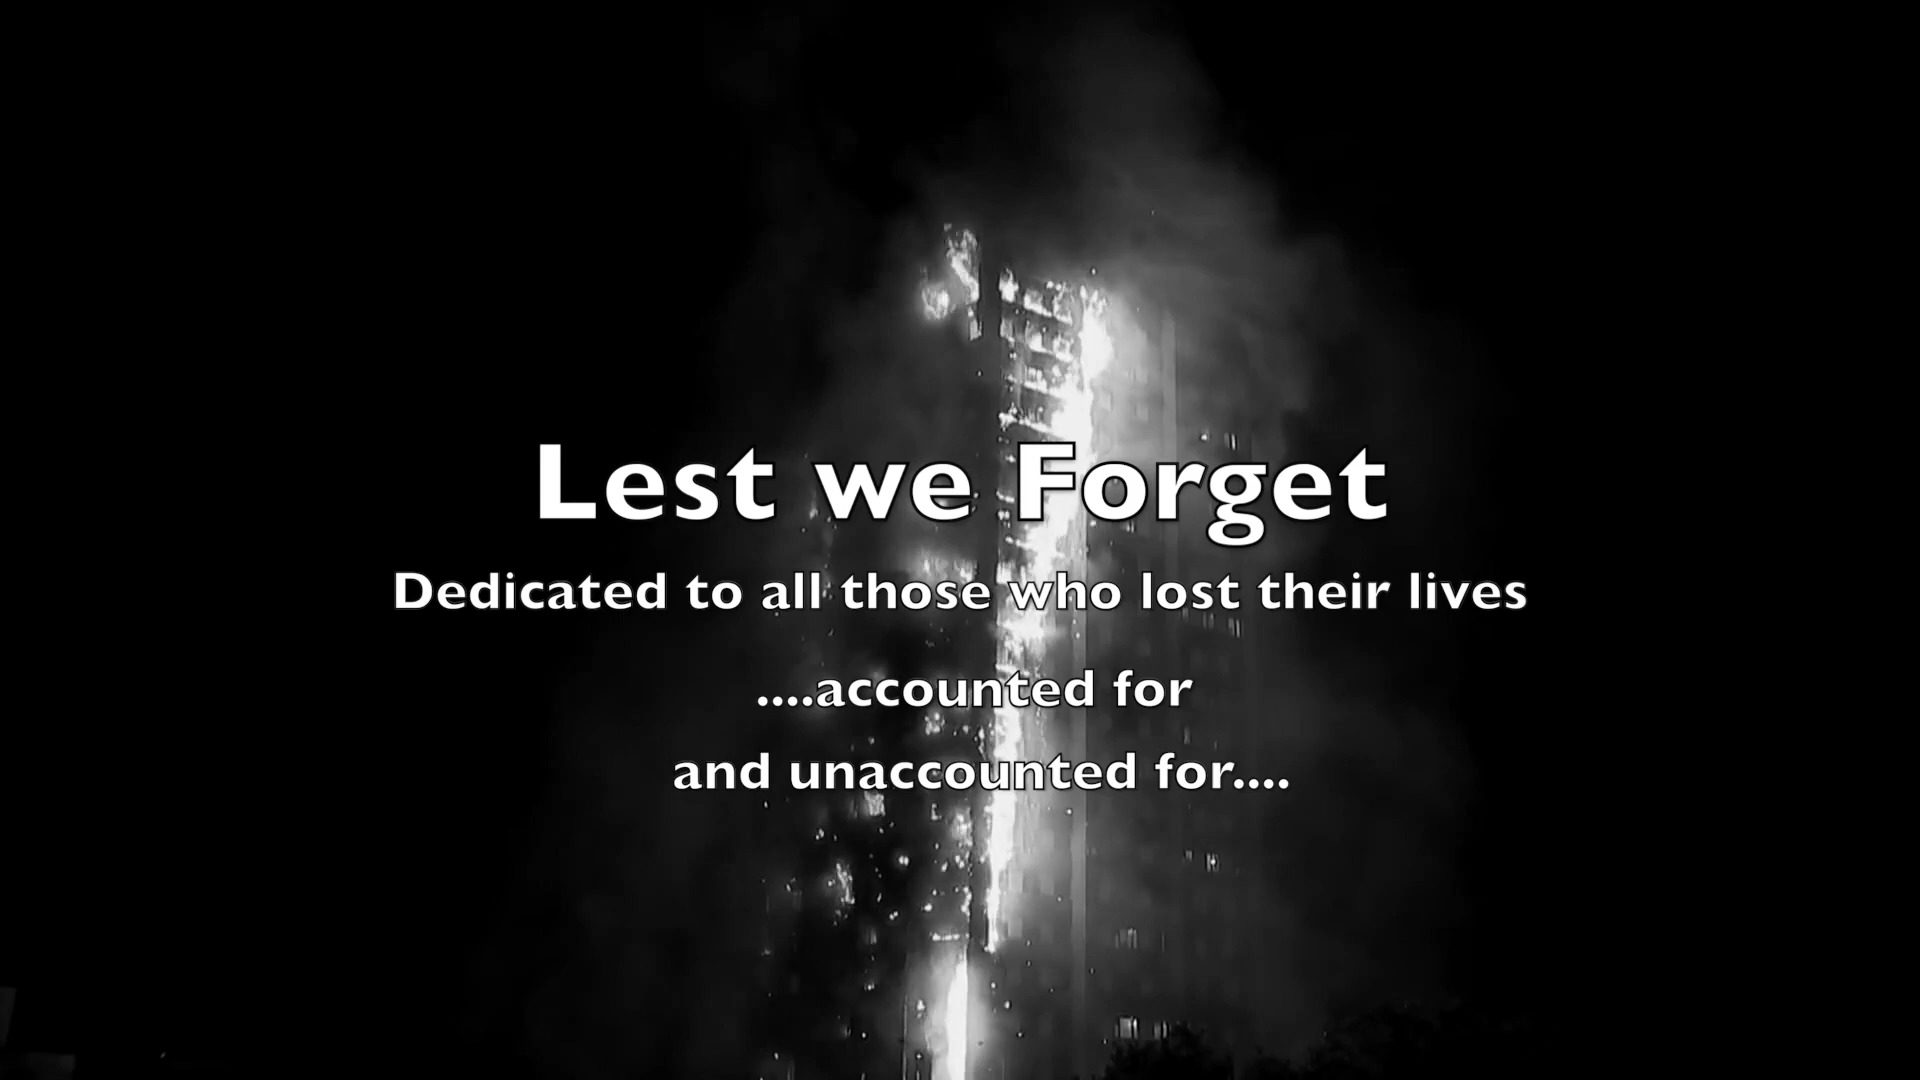 Lest we Forget
Dedicated to all those who lost their lives
....accounted for
and unaccounted for....